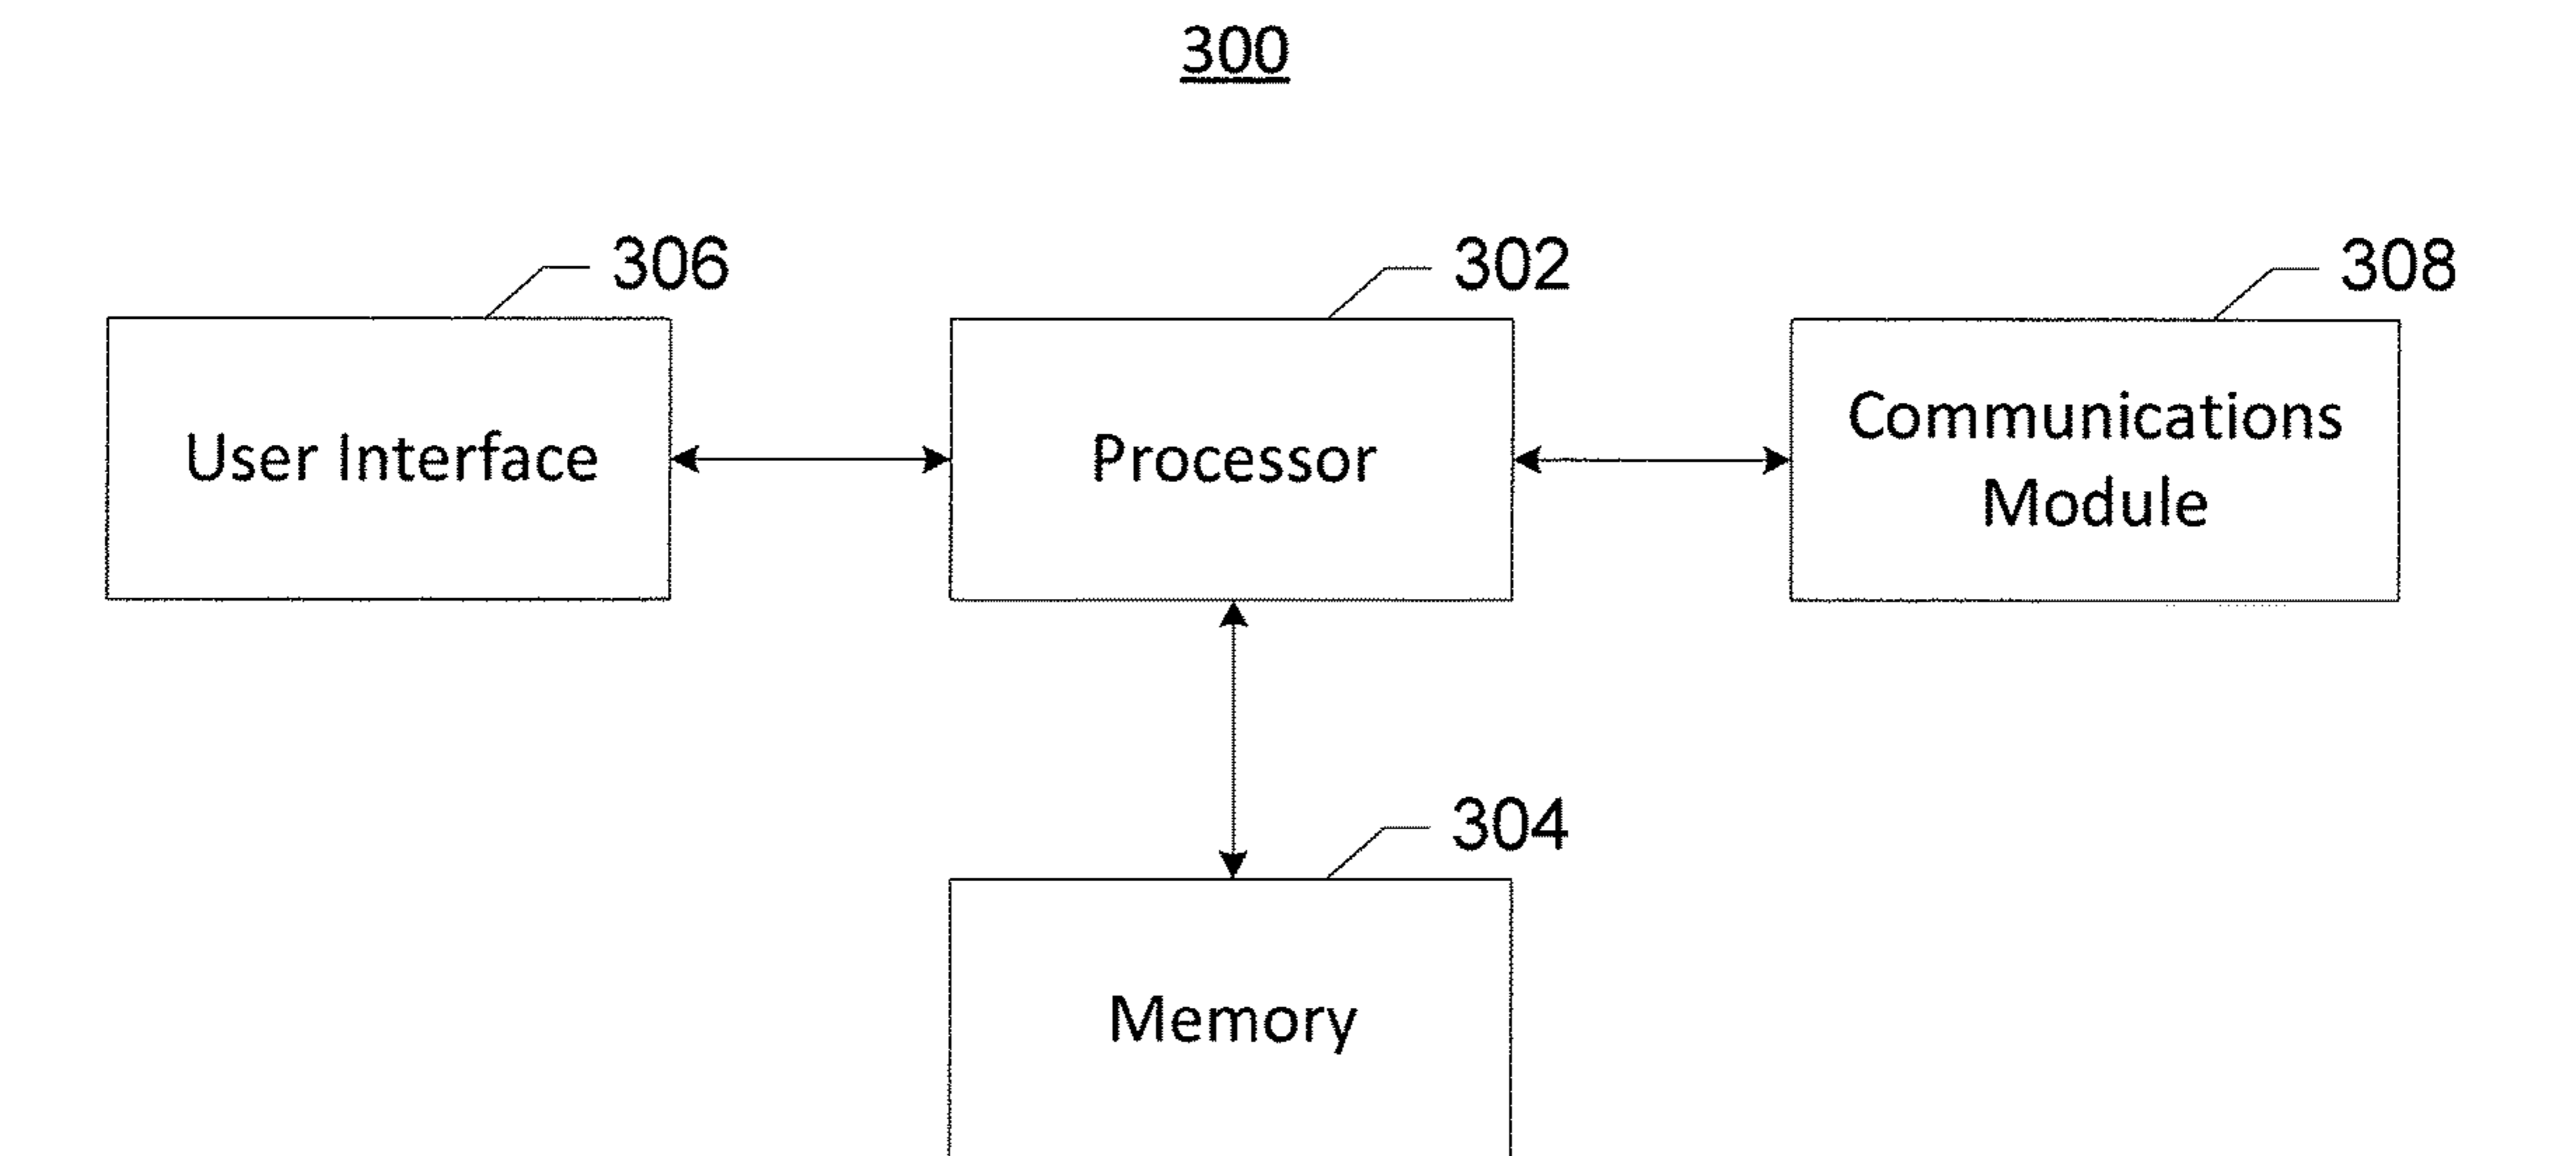 300
306
302
308
User Interface
Processor
Communications
Module
304
Memory